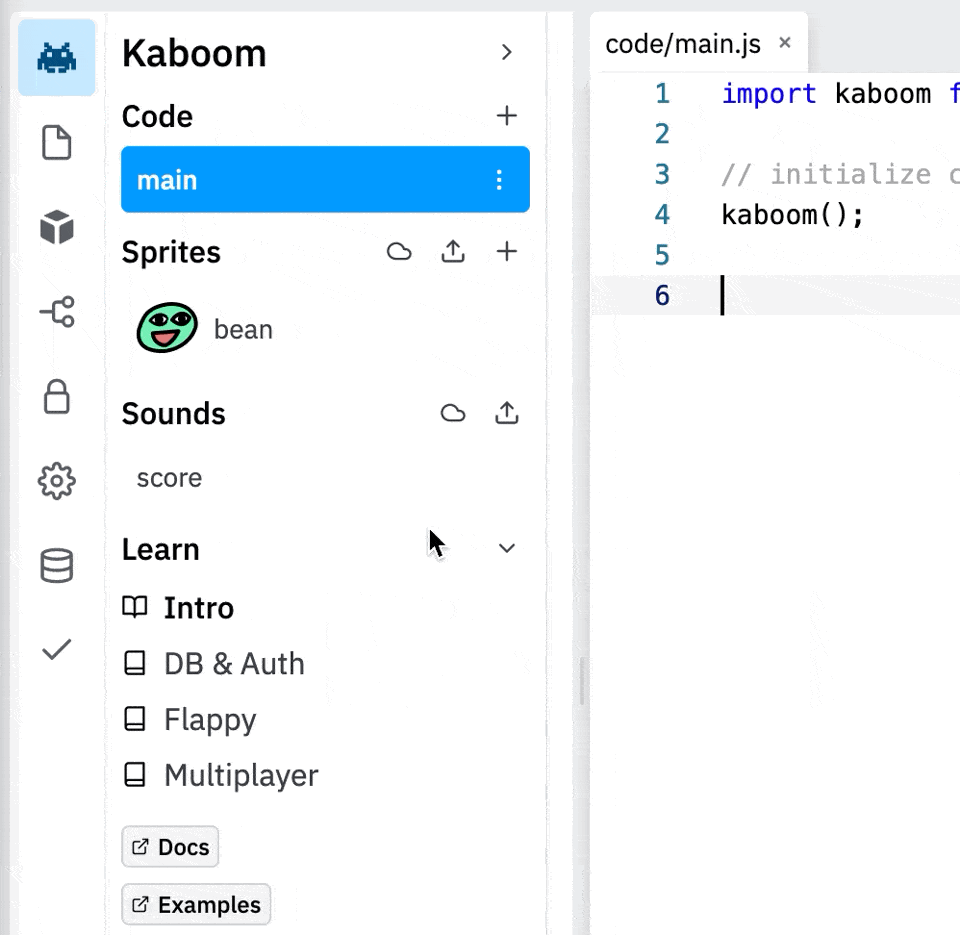 Kaboom
Code
main
Sprites
bean
Sounds
score
Learn
Intro
DB & Auth
Flappy
Multiplayer
Docs
Examples
code/main.js ×
1 import kaboom f
2
3 // initialize c
4 kaboom();
5
6